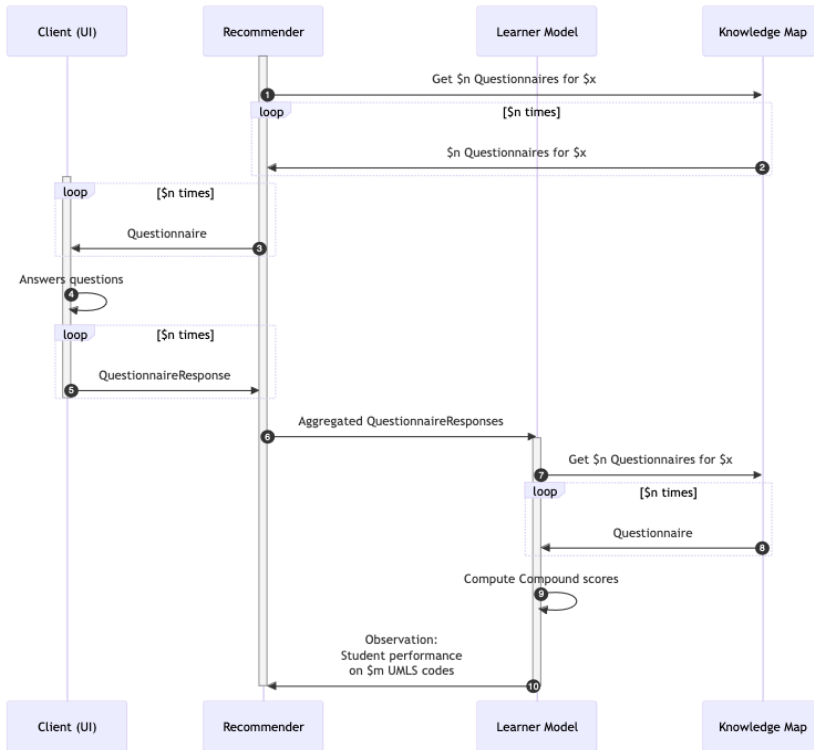 Client (UI)
Recommender
Learner Model
Knowledge Map
Get $n Questionnaires for $x
1
loop
[$n times]
$n Questionnaires for $x
2
loop
[$n times]
Questionnaire
3
Answers questions
4
loop
[$n times]
QuestionnaireResponse
5
Aggregated QuestionnaireResponses
6
Get $n Questionnaires for $x
7
loop
[$n times]
Questionnaire
8
Compute Compound scores
9
Observation:
Student performance
on $m UMLS codes
10
Client (UI)
Recommender
Learner Model
Knowledge Map